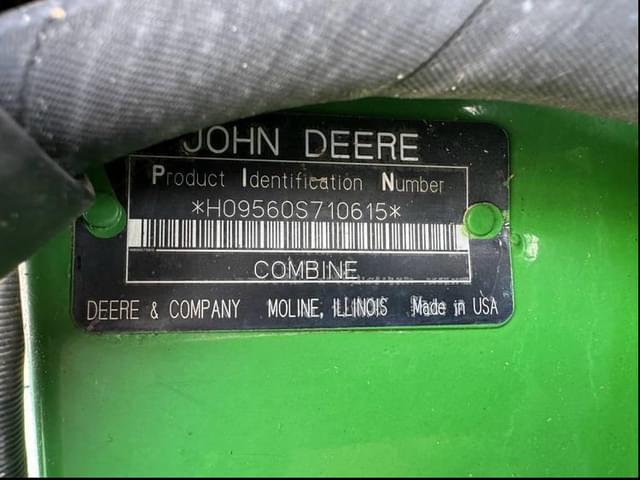 JOHN DEERE
Product Identification Number
*H09560S710615*
COMBINE
DEERE & COMPANY MOLINE, ILLINOIS Made in USA